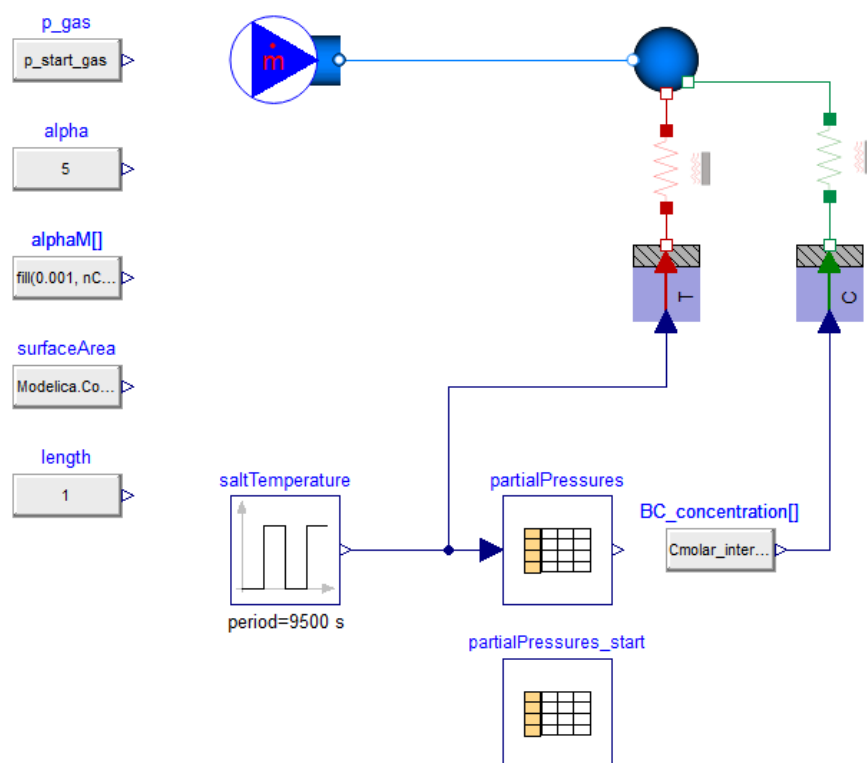 p_gas
p_start_gas
ṁ
alpha
5
alphaM[]
fill(0.001, nC...
surfaceArea
Modelica.Co...
T
C
length
1
saltTemperature
period=9500 s
partialPressures
BC_concentration[]
Cmolar_inter...
partialPressures_start